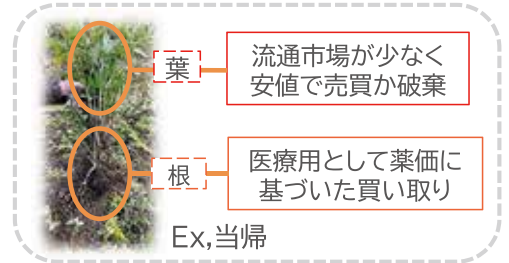 葉
流通市場が少なく
安値で売買か破棄
根
医療用として薬価に
基づいた買い取り
Ex,当帰